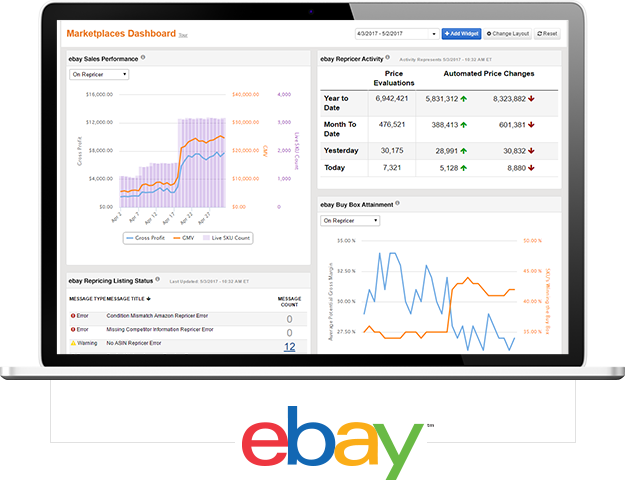 Marketplaces Dashboard
4/3/2017 - 5/2/2017
Add Widget
Change Layout
Reset
ebay Sales Performance
On Repricer
$16,000.00
$12,000.00
$8,000.00
$4,000.00
$0.00
Gross Profit
$40,000.00
$30,000.00
$20,000.00
$10,000.00
$0.00
GMV
4,000
3,000
2,000
1,000
0
Live SKU Count
Apr 2
Apr 7
Apr 12
Apr 17
Apr 22
Apr 27
Gross Profit GMV Live SKU Count
ebay Repricer Activity
Activity Represents 5/3/2017 - 10:32 AM ET
Price Evaluations Automated Price Changes
Year to Date 6,942,421 5,831,312 8,323,882
Month To Date 476,521 388,413 601,381
Yesterday 30,175 28,991 30,832
Today 7,321 5,128 8,880
ebay Buy Box Attainment
On Repricer
35.00 %
32.50 %
30.00 %
27.50 %
Average Potential Gross Margin
50.00 %
45.00 %
40.00 %
35.00 %
SKUs Winning the Buy Box
ebay Repricing Listing Status
Last Updated: 5/3/2017 - 10:32 AM ET
MESSAGE TYPE MESSAGE TITLE MESSAGE COUNT
Error Condition Mismatch Amazon Repricer Error 0
Error Missing Competitor Information Repricer Error 0
Warning No ASIN Repricer Error 12
ebay